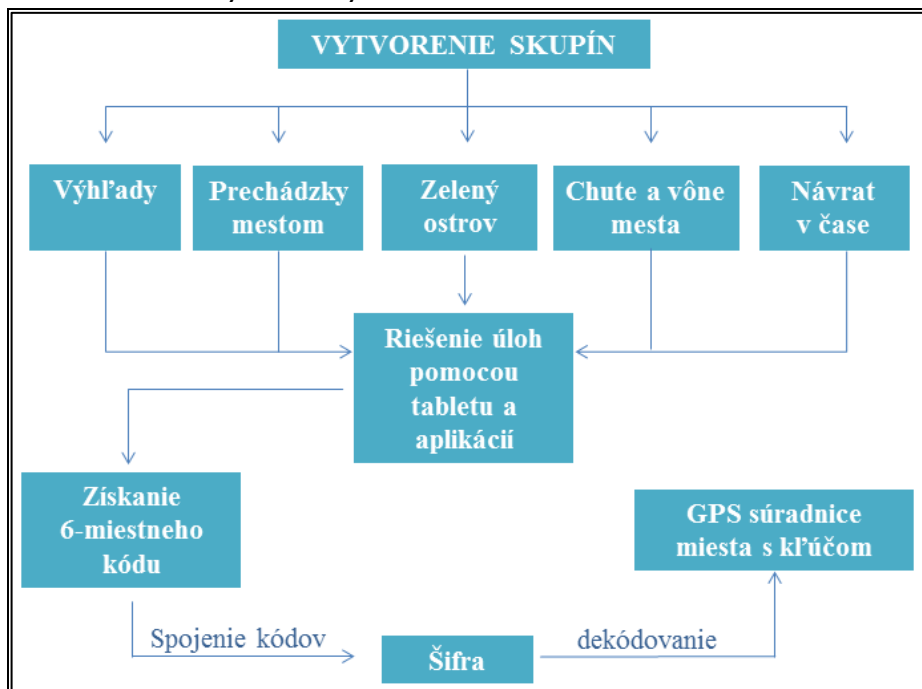 VYTVORENIE SKUPÍN
Výhľady
Prechádzky
mestom
Zelený
ostrov
Chute a vône
mesta
Návrat
v čase
Riešenie úloh
pomocou
tabletu a
aplikácií
Získanie
6-miestneho
kódu
GPS súradnice
miesta s kľúčom
Spojenie kódov
Šifra
dekódovanie